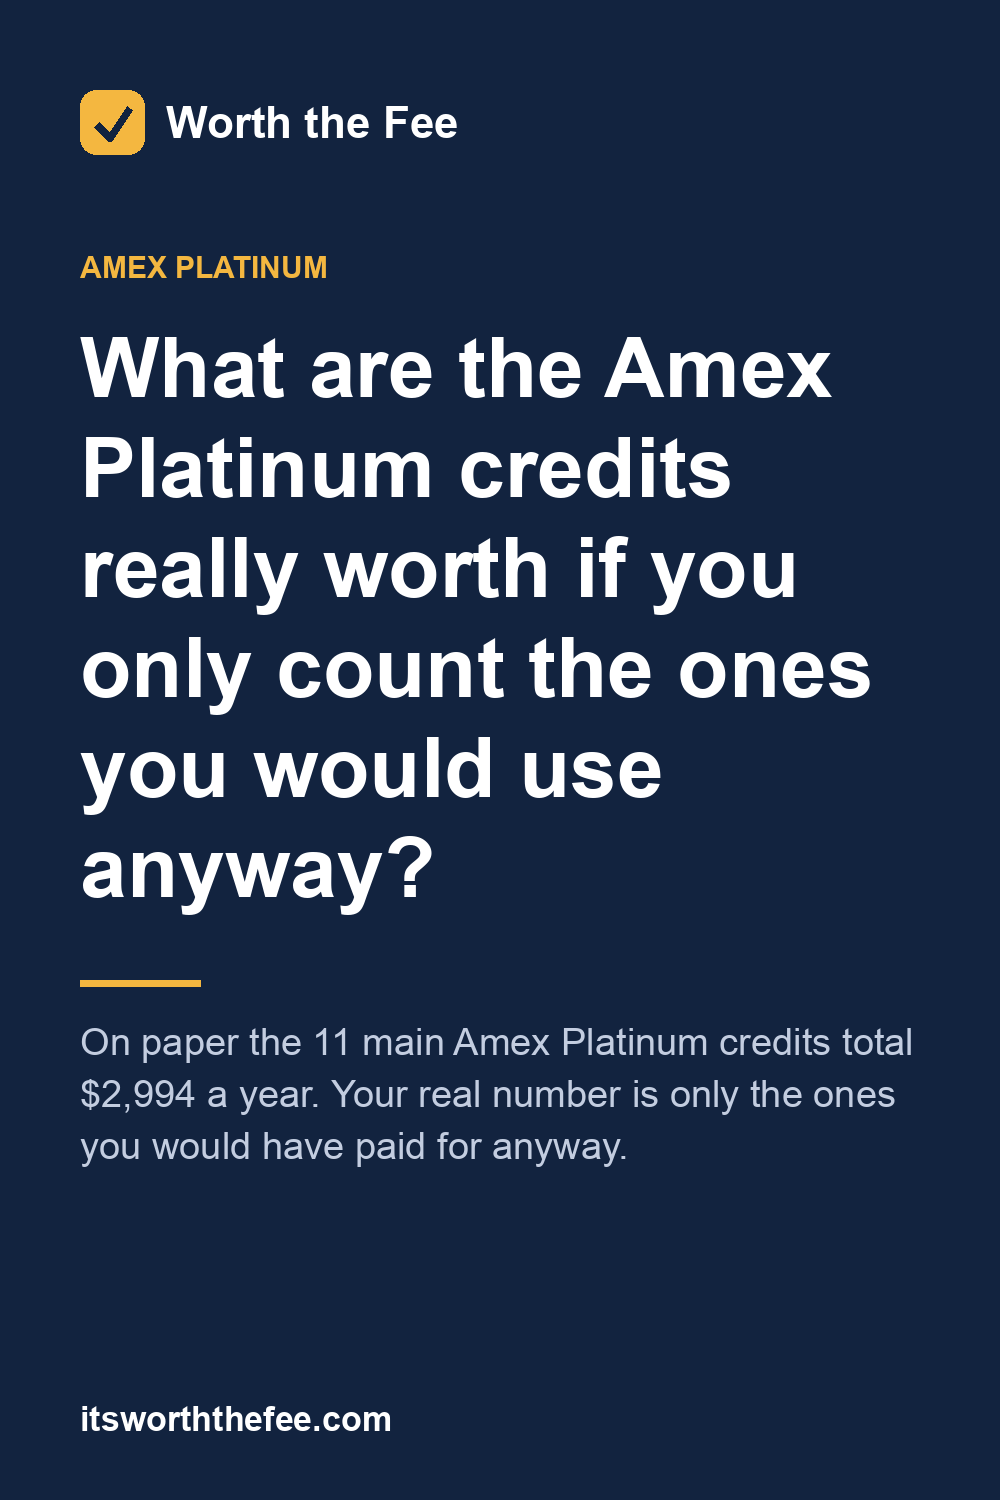 Worth the Fee
AMEX PLATINUM
What are the Amex
Platinum credits
really worth if you
only count the ones
you would use
anyway?
On paper the 11 main Amex Platinum credits total
$2,994 a year. Your real number is only the ones
you would have paid for anyway.
itsworththefee.com